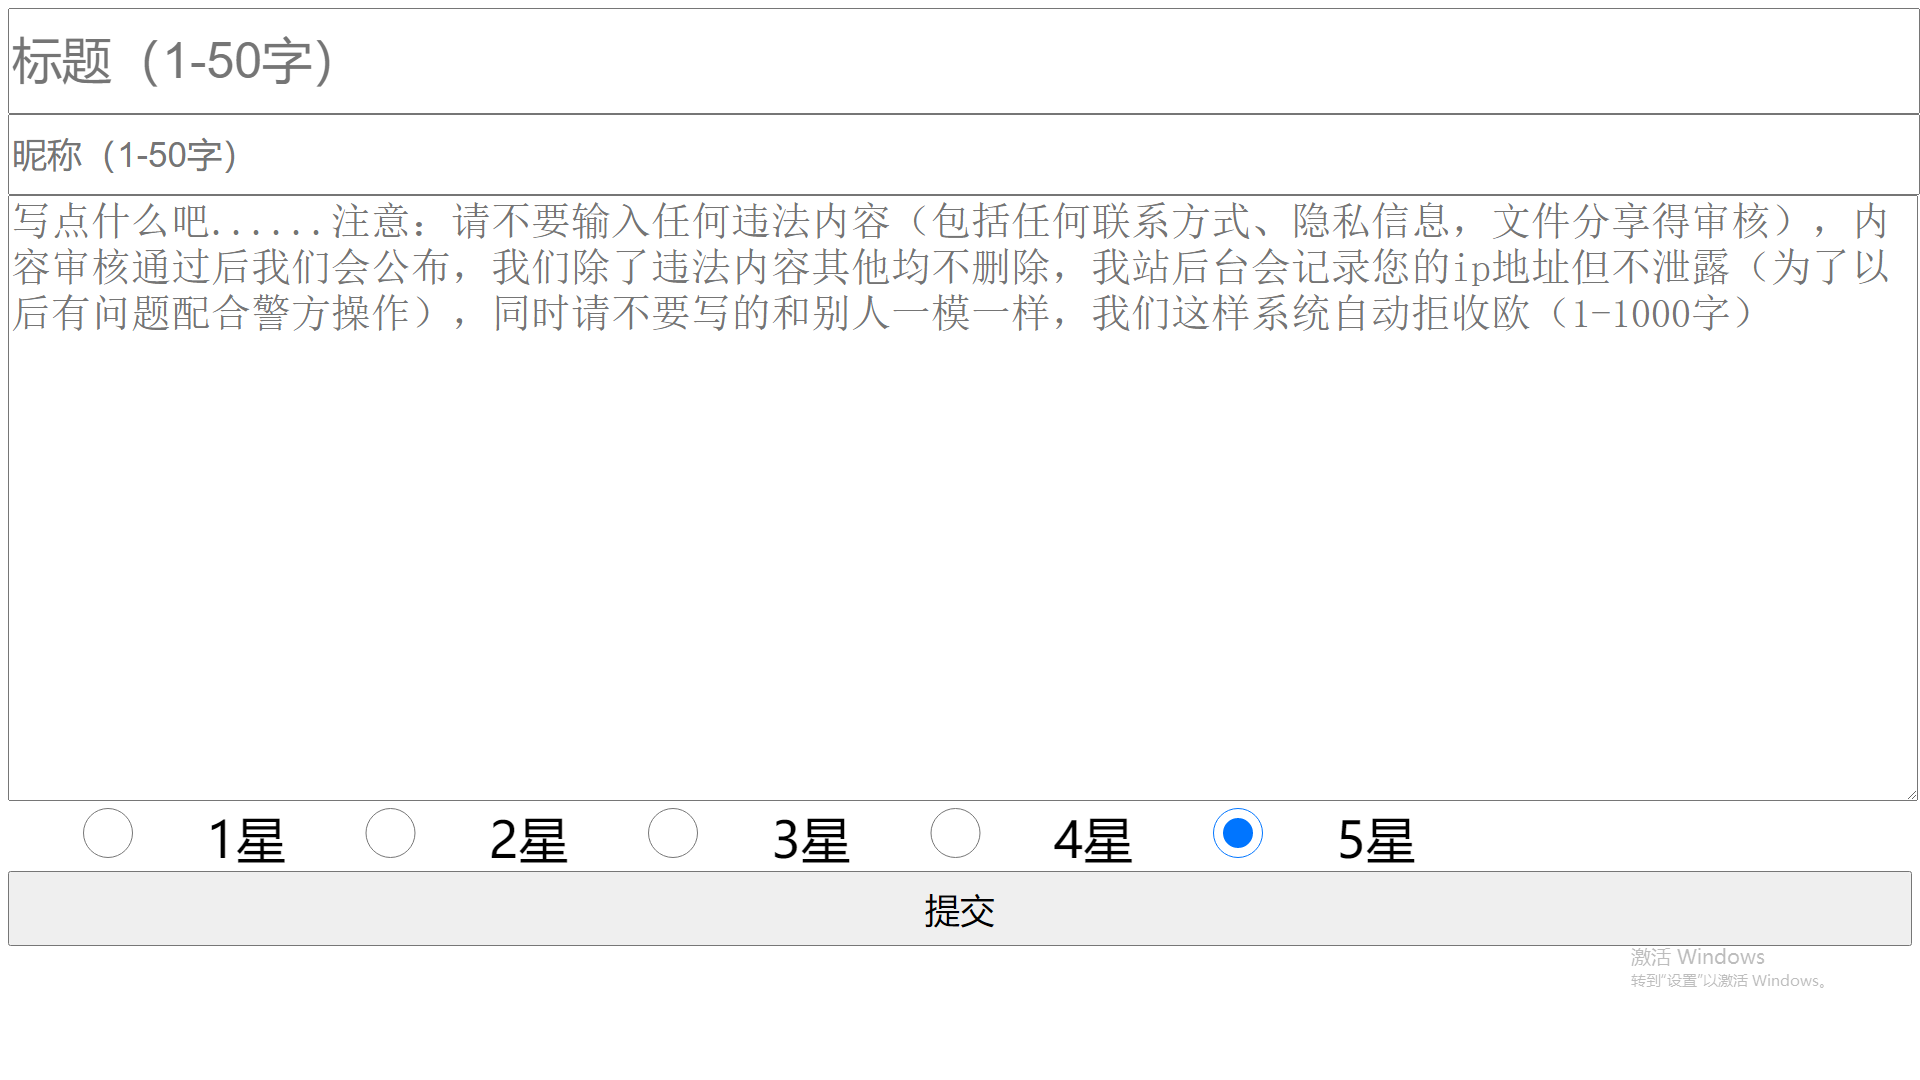 标题（1-50字）
昵称（1-50字）
写点什么吧......注意：请不要输入任何违法内容（包括任何联系方式、隐私信息，文件分享得审核），内
容审核通过后我们会公布，我们除了违法内容其他均不删除，我站后台会记录您的ip地址但不泄露（为了以
后有问题配合警方操作），同时请不要写的和别人一模一样，我们这样系统自动拒收欧（1-1000字）
1星 2星 3星 4星 5星
提交
激活 Windows
转到“设置”以激活 Windows。